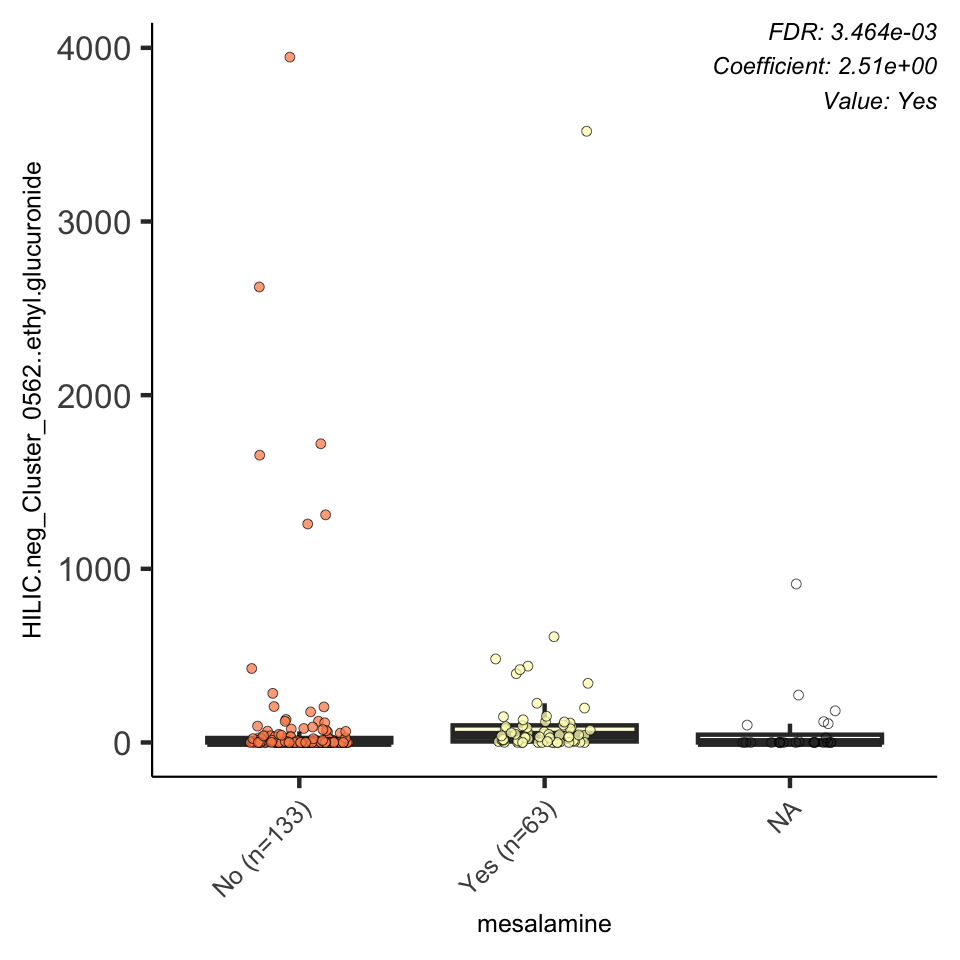 FDR: 3.464e-03
Coefficient: 2.51e+00
Value: Yes
HILIC.neg_Cluster_0562..ethyl.glucuronide
4000
3000
2000
1000
0
No (n=133)
Yes (n=63)
NA
mesalamine